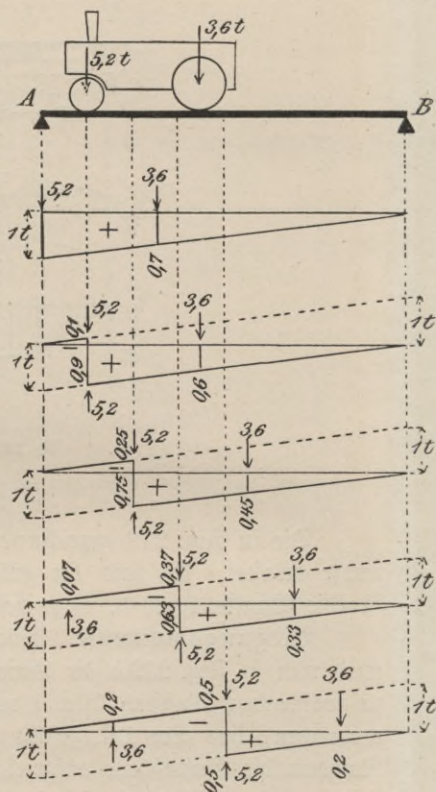 3,6t
5,2t
A B
5,2 3,6
1t +
0,7
5,2 3,6
0,1
1t − + 1t
0,9 0,6
5,2
5,2 3,6
0,25
1t − + 1t
0,75 0,45
5,2
5,2 3,6
0,07 0,37
1t − + 1t
0,63 0,33
3,6 5,2
5,2 3,6
0,2 0,5
1t − + 1t
3,6 0,5 5,2 0,2